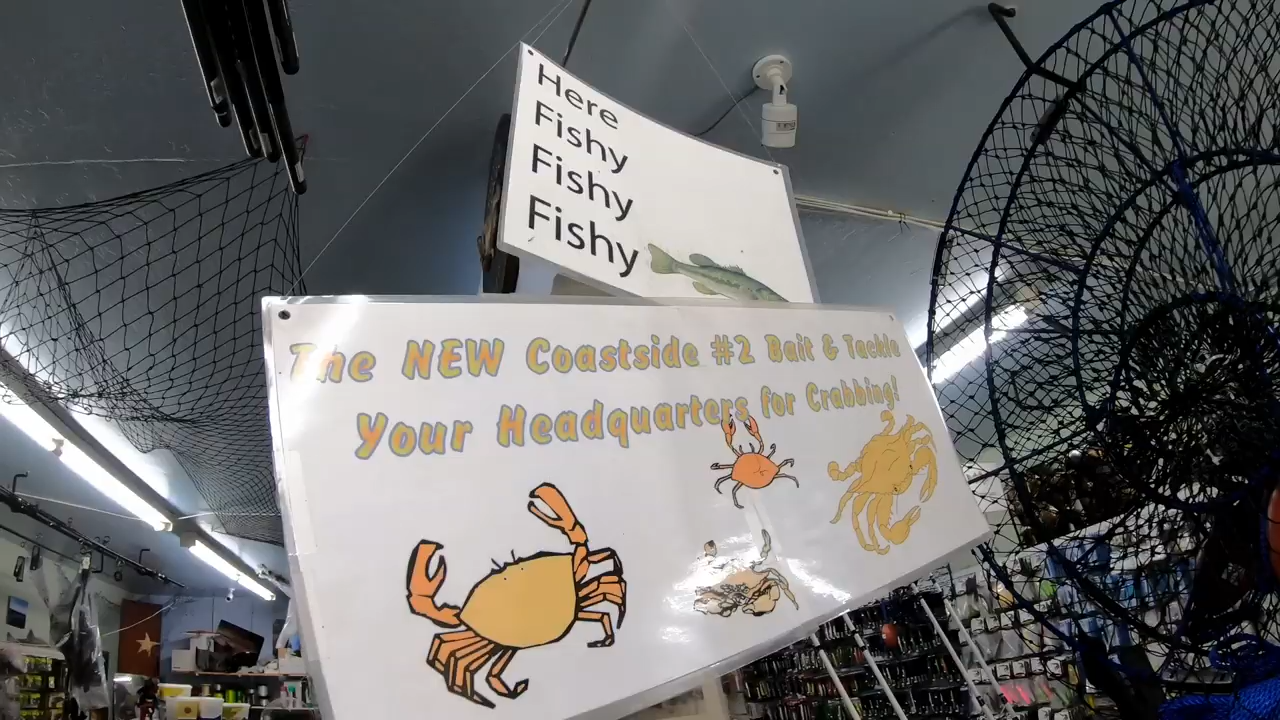 Here
Fishy
Fishy
Fishy
The NEW Coastside #2 Bait & Tackle
Your Headquarters for Crabbing!